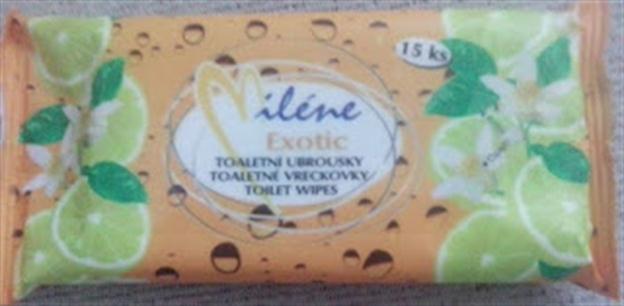 15 ks
Miléne
Exotic
TOALETNÍ UBROUSKY
TOALETNÉ VRECKOVKY
TOILET WIPES